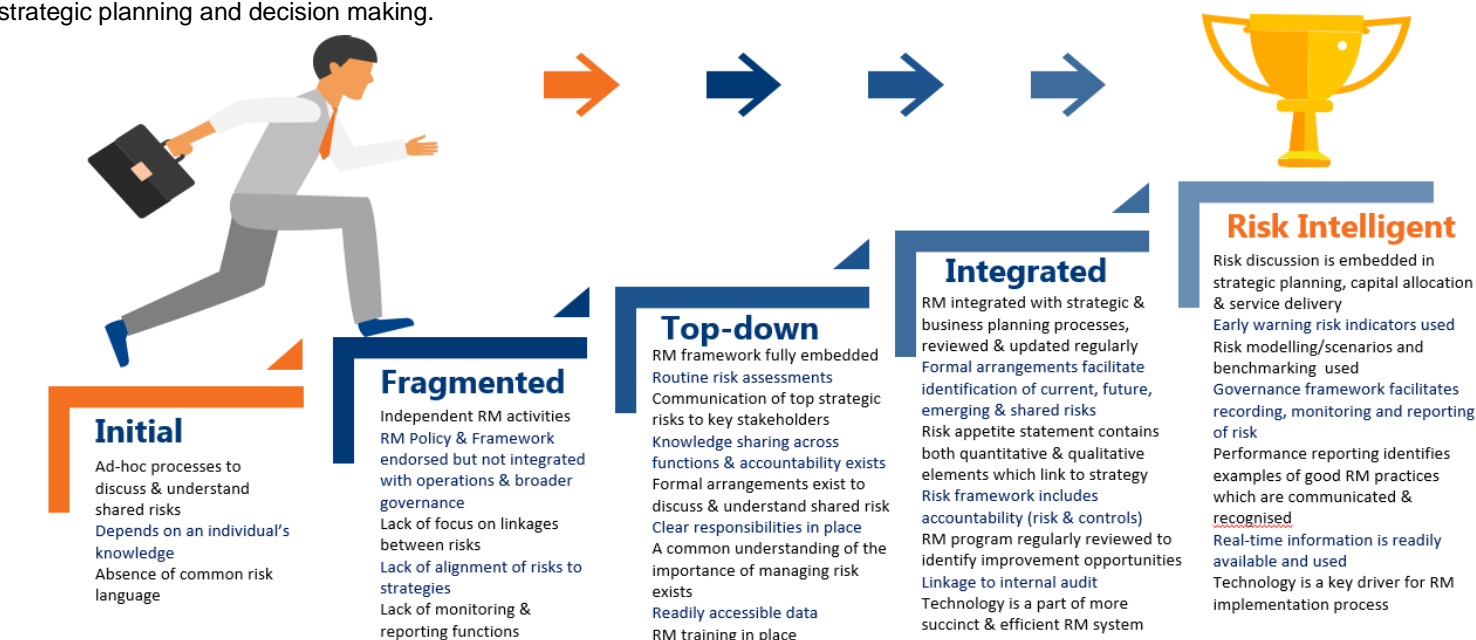 strategic planning and decision making.
Initial
Ad-hoc processes to
discuss & understand
shared risks
Depends on an individual's
knowledge
Absence of common risk
language
Fragmented
Independent RM activities
RM Policy & Framework
endorsed but not integrated
with operations & broader
governance
Lack of focus on linkages
between risks
Lack of alignment of risks to
strategies
Lack of monitoring &
reporting functions
Top-down
RM framework fully embedded
Routine risk assessments
Communication of top strategic
risks to key stakeholders
Knowledge sharing across
functions & accountability exists
Formal arrangements exist to
discuss & understand shared risk
Clear responsibilities in place
A common understanding of the
importance of managing risk
exists
Readily accessible data
RM training in place
Integrated
RM integrated with strategic &
business planning processes,
reviewed & updated regularly
Formal arrangements facilitate
identification of current, future,
emerging & shared risks
Risk appetite statement contains
both quantitative & qualitative
elements which link to strategy
Risk framework includes
accountability (risk & controls)
RM program regularly reviewed to
identify improvement opportunities
Linkage to internal audit
Technology is a part of more
succinct & efficient RM system
Risk Intelligent
Risk discussion is embedded in
strategic planning, capital allocation
& service delivery
Early warning risk indicators used
Risk modelling/scenarios and
benchmarking used
Governance framework facilitates
recording, monitoring and reporting
of risk
Performance reporting identifies
examples of good RM practices
which are communicated &
recognised
Real-time information is readily
available and used
Technology is a key driver for RM
implementation process